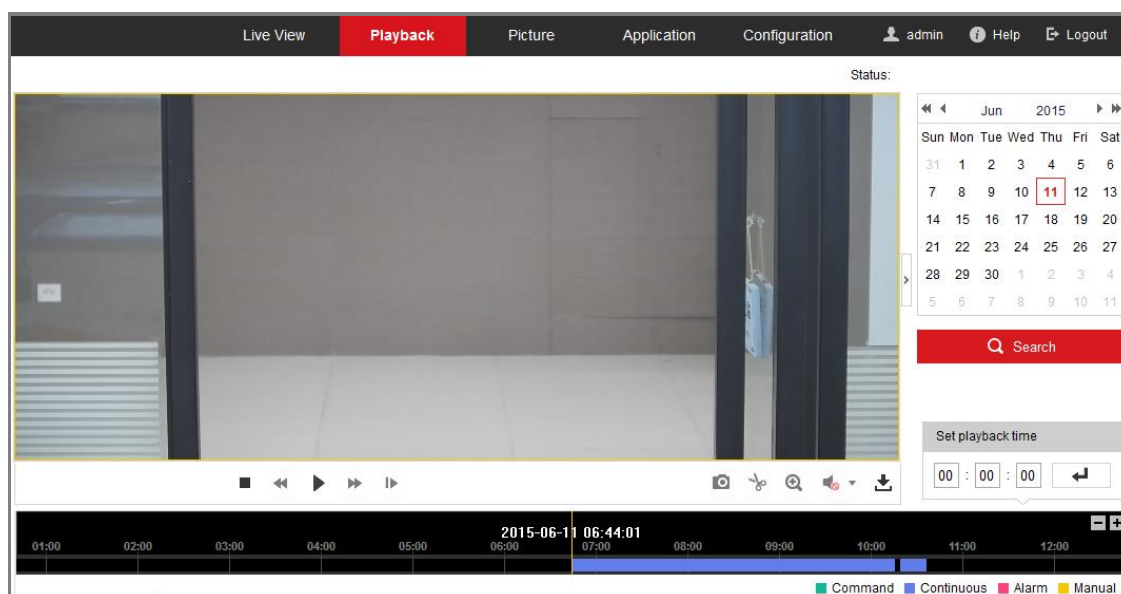 Live View Playback Picture Application Configuration admin Help Logout
Status:
Jun 2015
Sun Mon Tue Wed Thu Fri Sat
31 1 2 3 4 5 6
7 8 9 10 11 12 13
14 15 16 17 18 19 20
21 22 23 24 25 26 27
28 29 30 1 2 3 4
5 6 7 8 9 10 11
Search
Set playback time
00 : 00 : 00
2015-06-11 06:44:01
01:00 02:00 03:00 04:00 05:00 06:00 07:00 08:00 09:00 10:00 11:00 12:00
Command Continuous Alarm Manual